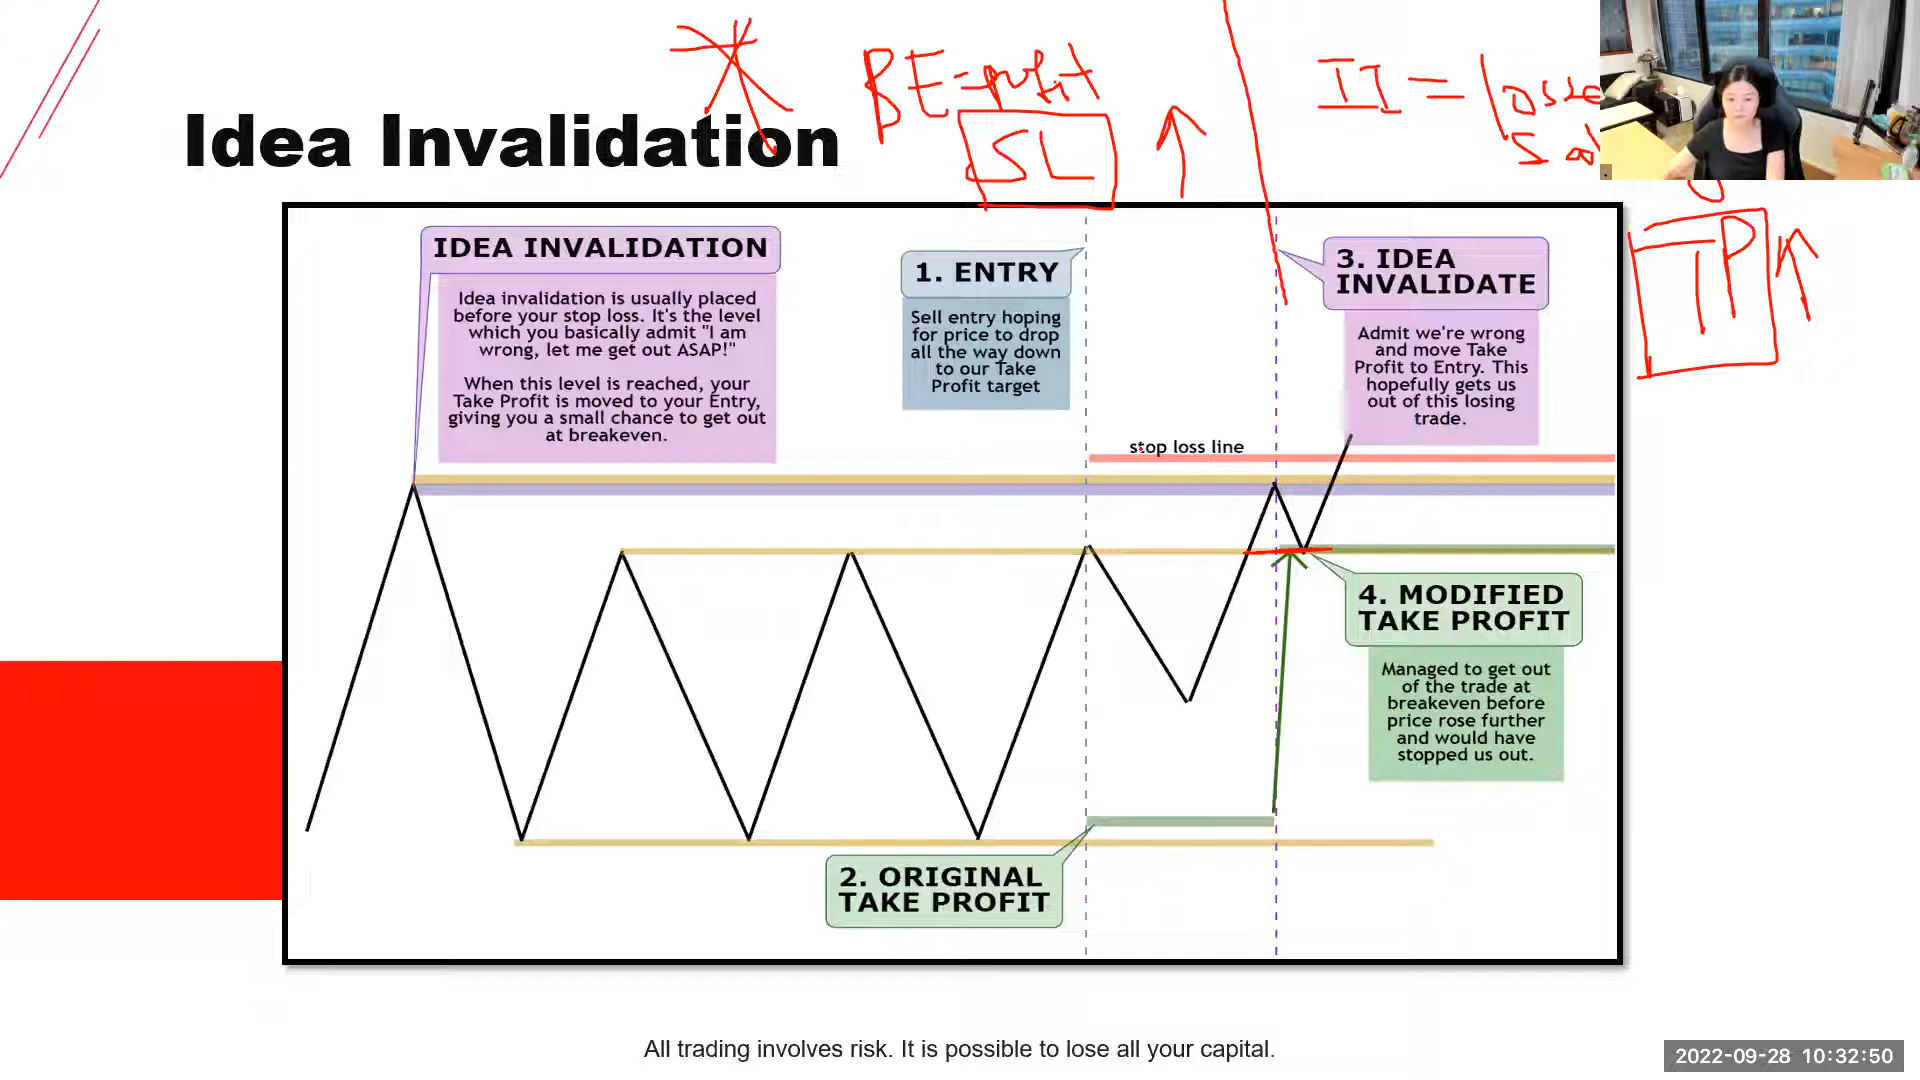 BE=profit
SL
II =
TP
Idea Invalidation
IDEA INVALIDATION
Idea invalidation is usually placed
before your stop loss. It's the level
which you basically admit "I am
wrong, let me get out ASAP!"
When this level is reached, your
Take Profit is moved to your Entry,
giving you a small chance to get out
at breakeven.
1. ENTRY
Sell entry hoping
for price to drop
all the way down
to our Take
Profit target
3. IDEA
INVALIDATE
Admit we're wrong
and move Take
Profit to Entry. This
hopefully gets us
out of this losing
trade.
stop loss line
4. MODIFIED
TAKE PROFIT
Managed to get out
of the trade at
breakeven before
price rose further
and would have
stopped us out.
2. ORIGINAL
TAKE PROFIT
All trading involves risk. It is possible to lose all your capital.
2022-09-28 10:32:50